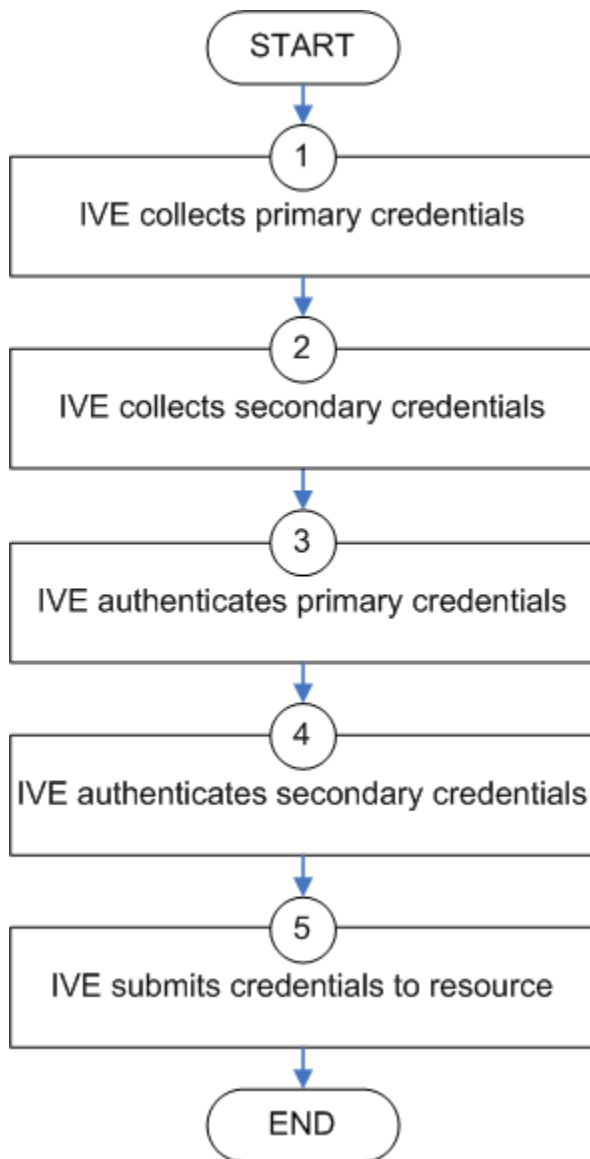 START
1
IVE collects primary credentials
2
IVE collects secondary credentials
3
IVE authenticates primary credentials
4
IVE authenticates secondary credentials
5
IVE submits credentials to resource
END